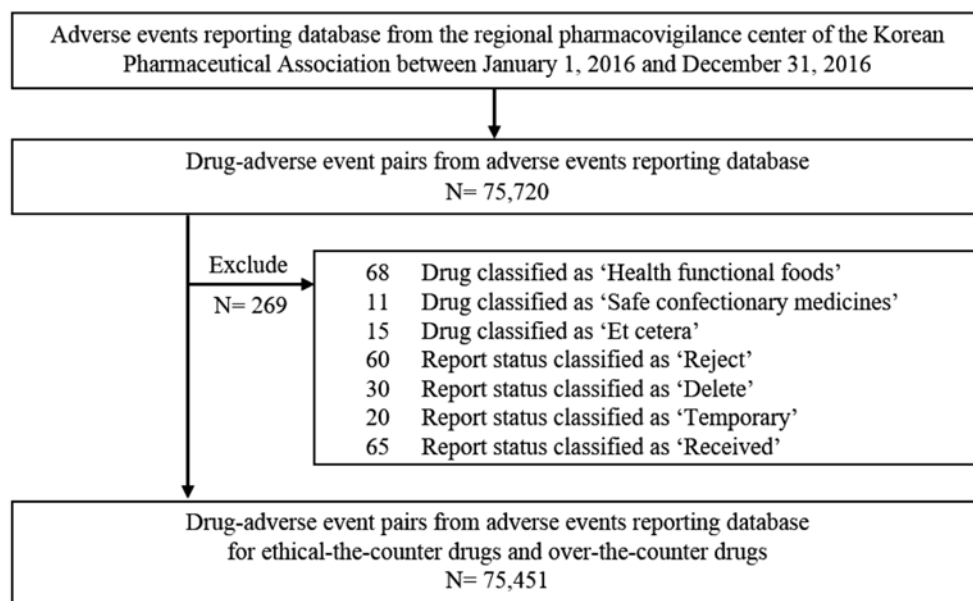 Adverse events reporting database from the regional pharmacovigilance center of the Korean
Pharmaceutical Association between January 1, 2016 and December 31, 2016
Drug-adverse event pairs from adverse events reporting database
N= 75,720
Exclude
N= 269
68 Drug classified as ‘Health functional foods’
11 Drug classified as ‘Safe confectionary medicines’
15 Drug classified as ‘Et cetera’
60 Report status classified as ‘Reject’
30 Report status classified as ‘Delete’
20 Report status classified as ‘Temporary’
65 Report status classified as ‘Received’
Drug-adverse event pairs from adverse events reporting database
for ethical-the-counter drugs and over-the-counter drugs
N= 75,451